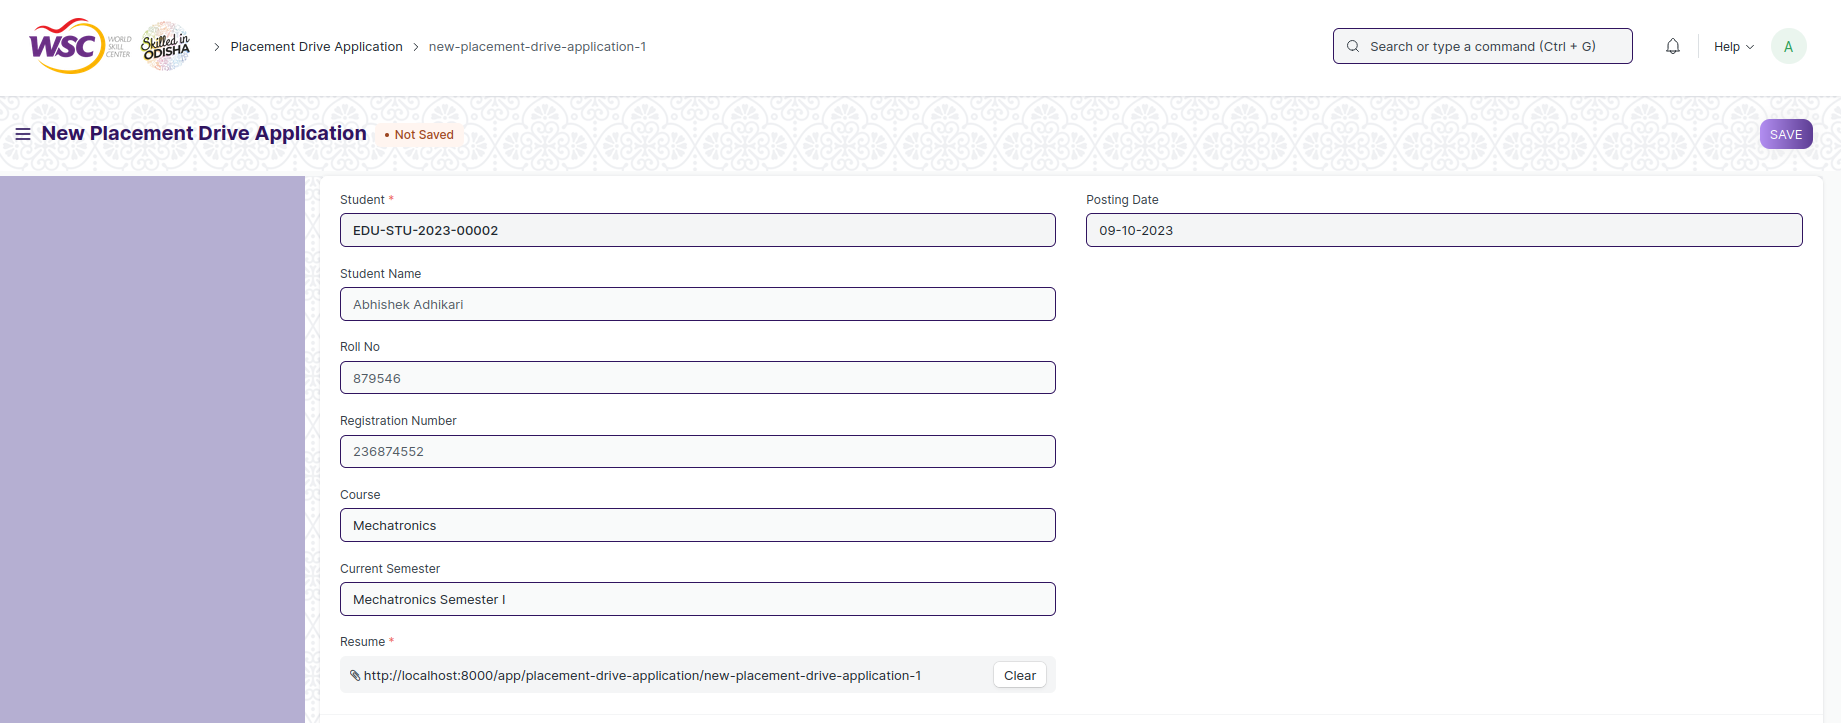 WSC WORLD SKILL CENTER Skilled in ODISHA > Placement Drive Application > new-placement-drive-application-1 Search or type a command (Ctrl + G) Help A
New Placement Drive Application • Not Saved SAVE
Student * Posting Date
EDU-STU-2023-00002 09-10-2023
Student Name
Abhishek Adhikari
Roll No
879546
Registration Number
236874552
Course
Mechatronics
Current Semester
Mechatronics Semester I
Resume *
http://localhost:8000/app/placement-drive-application/new-placement-drive-application-1 Clear